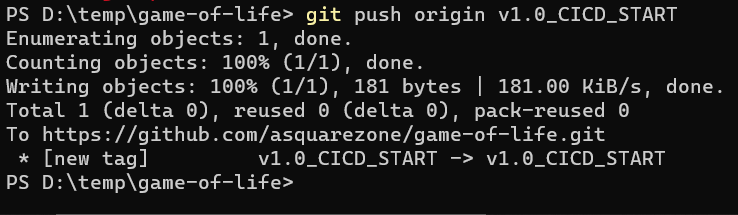 PS D:\temp\game-of-life> git push origin v1.0_CICD_START
Enumerating objects: 1, done.
Counting objects: 100% (1/1), done.
Writing objects: 100% (1/1), 181 bytes | 181.00 KiB/s, done.
Total 1 (delta 0), reused 0 (delta 0), pack-reused 0
To https://github.com/asquarezone/game-of-life.git
 * [new tag]         v1.0_CICD_START -> v1.0_CICD_START
PS D:\temp\game-of-life>